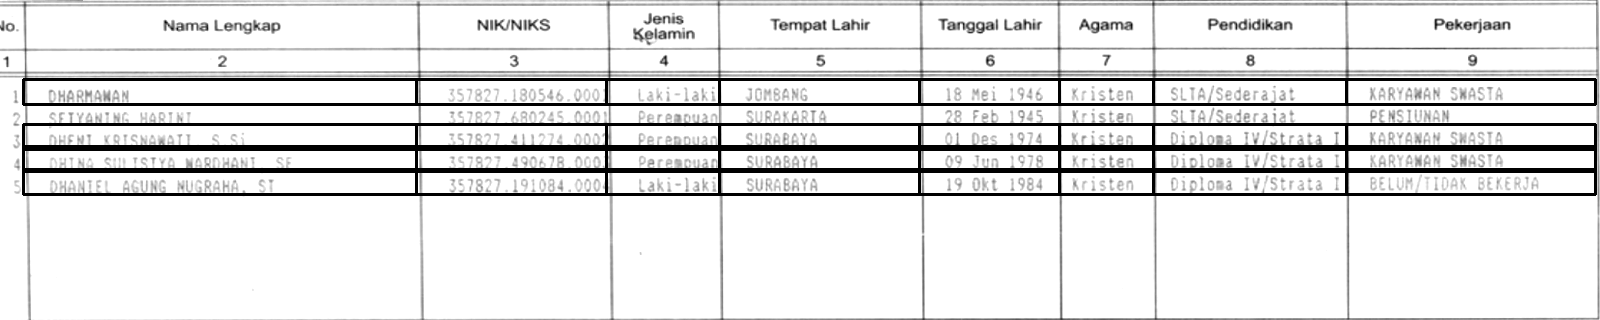 No. Nama Lengkap NIK/NIKS Jenis Kelamin Tempat Lahir Tanggal Lahir Agama Pendidikan Pekerjaan
1 2 3 4 5 6 7 8 9
1 DHARMAWAN 357827.180546.000 Laki-laki JOMBANG 18 Mei 1946 Kristen SLTA/Sederajat KARYAWAN SWASTA
2 SETYANING HARINI 357827.680245.0001 Perempuan SURAKARTA 28 Feb 1945 Kristen SLTA/Sederajat PENSIUNAN
3 DHENI KRISNAWATI, S.Si 357827.411274.000 Perempuan SURABAYA 01 Des 1974 Kristen Diploma IV/Strata I KARYAWAN SWASTA
4 DHINA SULISTYA WARDHANI, SE 357827.490678.000 Perempuan SURABAYA 09 Jun 1978 Kristen Diploma IV/Strata I KARYAWAN SWASTA
5 DHANIEL AGUNG NUGRAHA, ST 357827.191084.000 Laki-laki SURABAYA 19 Okt 1984 Kristen Diploma IV/Strata I BELUM/TIDAK BEKERJA